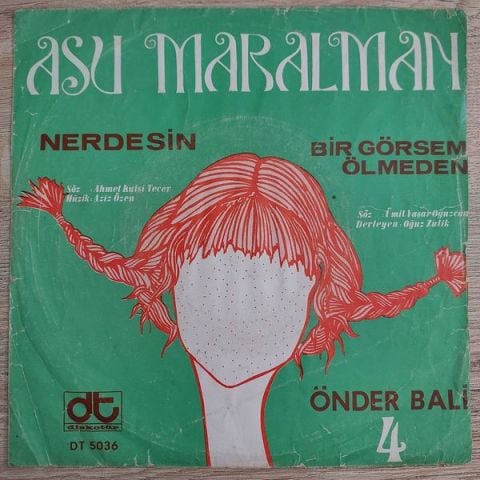 ASU MARALMAN
NERDESİN
Söz : Ahmet Kutsi Tecer
Müzik : Aziz Özen
BİR GÖRSEM
ÖLMEDEN
Söz : Ümit Yaşar Oğuzcan
Derleyen : Oğuz Zülik
ÖNDER BALİ
4
dt
diskotür
DT 5036